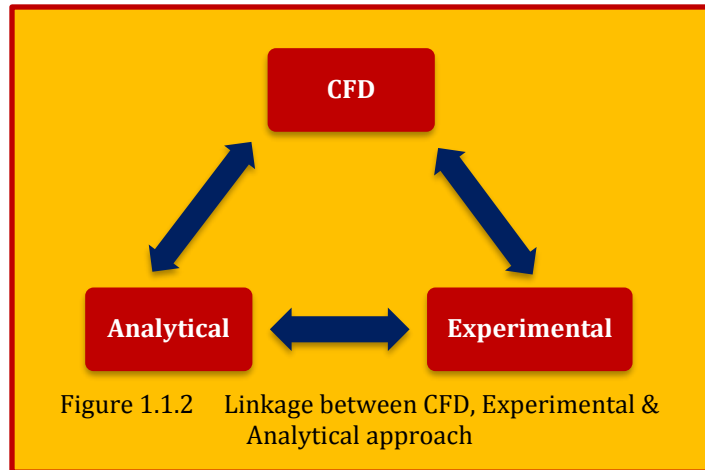 CFD
Analytical
Experimental
Figure 1.1.2 Linkage between CFD, Experimental &
Analytical approach